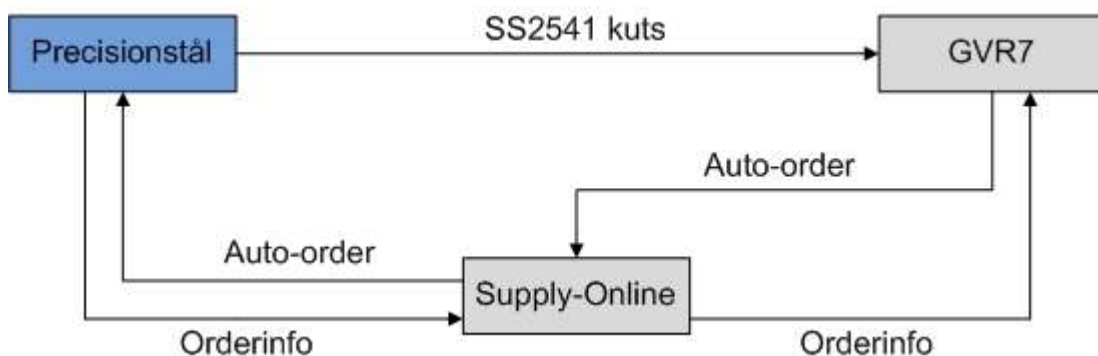 SS2541 kuts
Precisionstål
GVR7
Auto-order
Auto-order
Supply-Online
Orderinfo
Orderinfo